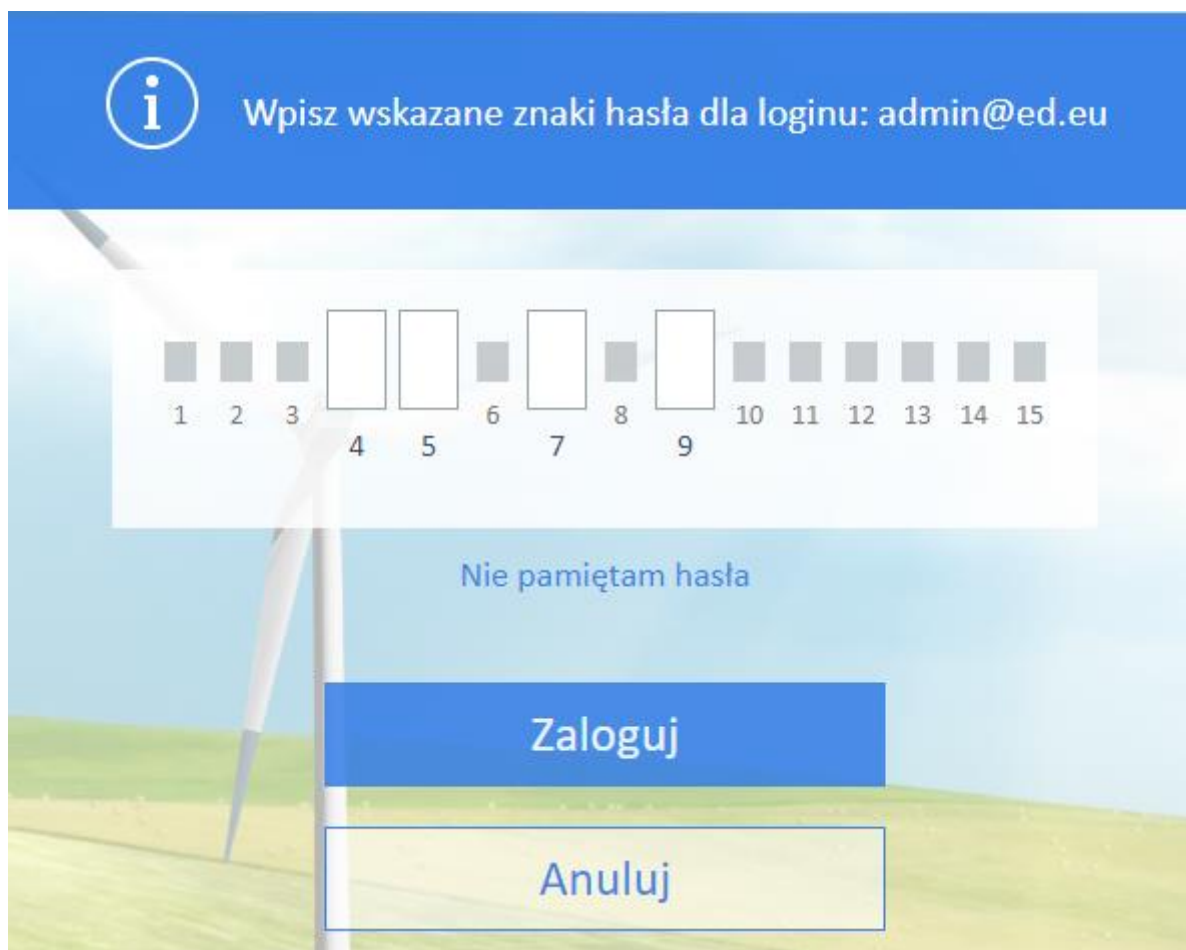 i
Wpisz wskazane znaki hasła dla loginu: admin@ed.eu
1 2 3 4 5 6 7 8 9 10 11 12 13 14 15
Nie pamiętam hasła
Zaloguj
Anuluj